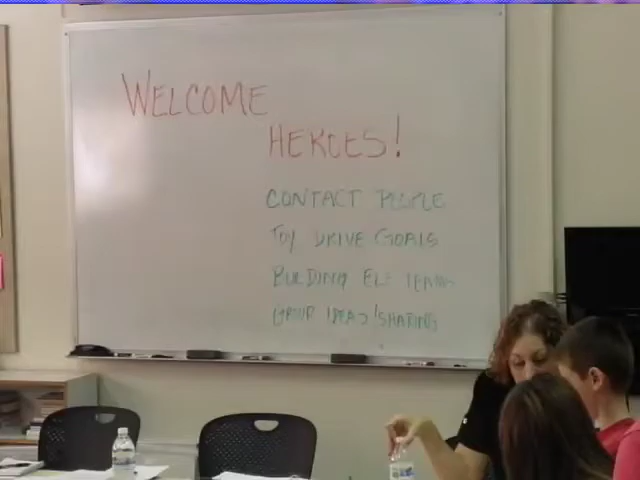 WELCOME
HEROES!
CONTACT PEOPLE
TOY DRIVE GOALS
BUILDING ELF TEAMS
GROUP IDEAS/SHARING